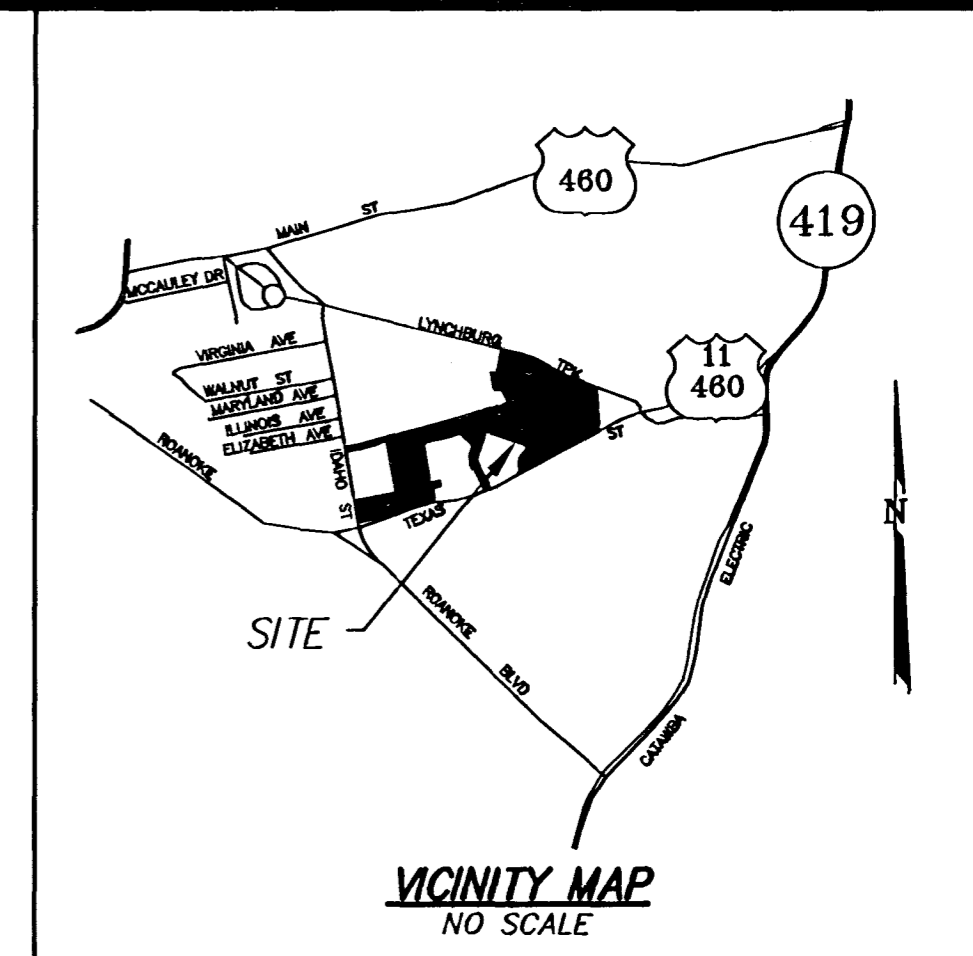 460
419
MAIN ST
MCCAULEY DR
LYNCHBURG TPK
VIRGINIA AVE
11
460
WALNUT ST
MARYLAND AVE
ILLINOIS AVE
ELIZABETH AVE
ROANOKE
IDAHO ST
ST
TEXAS
N
ELECTRIC
SITE
ROANOKE BLVD
CATAWBA
VICINITY MAP
NO SCALE